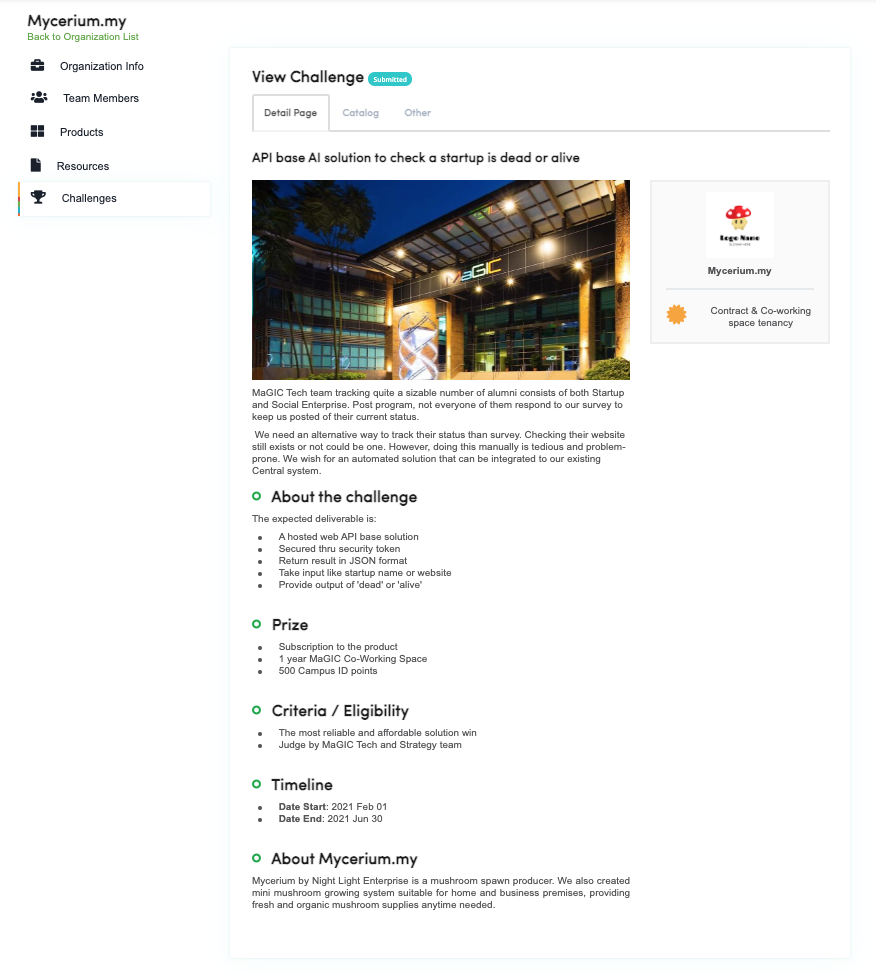 Mycerium.my
Back to Organization List
Organization Info
Team Members
Products
Resources
Challenges
View Challenge Submitted
Detail Page Catalog Other
API base AI solution to check a startup is dead or alive
MaGIC
Logo Name
Mycerium.my
Contract & Co-working
space tenancy
MaGIC Tech team tracking quite a sizable number of alumni consists of both Startup
and Social Enterprise. Post program, not everyone of them respond to our survey to
keep us posted of their current status.
We need an alternative way to track their status than survey. Checking their website
still exists or not could be one. However, doing this manually is tedious and problem-
prone. We wish for an automated solution that can be integrated to our existing
Central system.
About the challenge
The expected deliverable is:
A hosted web API base solution
Secured thru security token
Return result in JSON format
Take input like startup name or website
Provide output of 'dead' or 'alive'
Prize
Subscription to the product
1 year MaGIC Co-Working Space
500 Campus ID points
Criteria / Eligibility
The most reliable and affordable solution win
Judge by MaGIC Tech and Strategy team
Timeline
Date Start: 2021 Feb 01
Date End: 2021 Jun 30
About Mycerium.my
Mycerium by Night Light Enterprise is a mushroom spawn producer. We also created
mini mushroom growing system suitable for home and business premises, providing
fresh and organic mushroom supplies anytime needed.